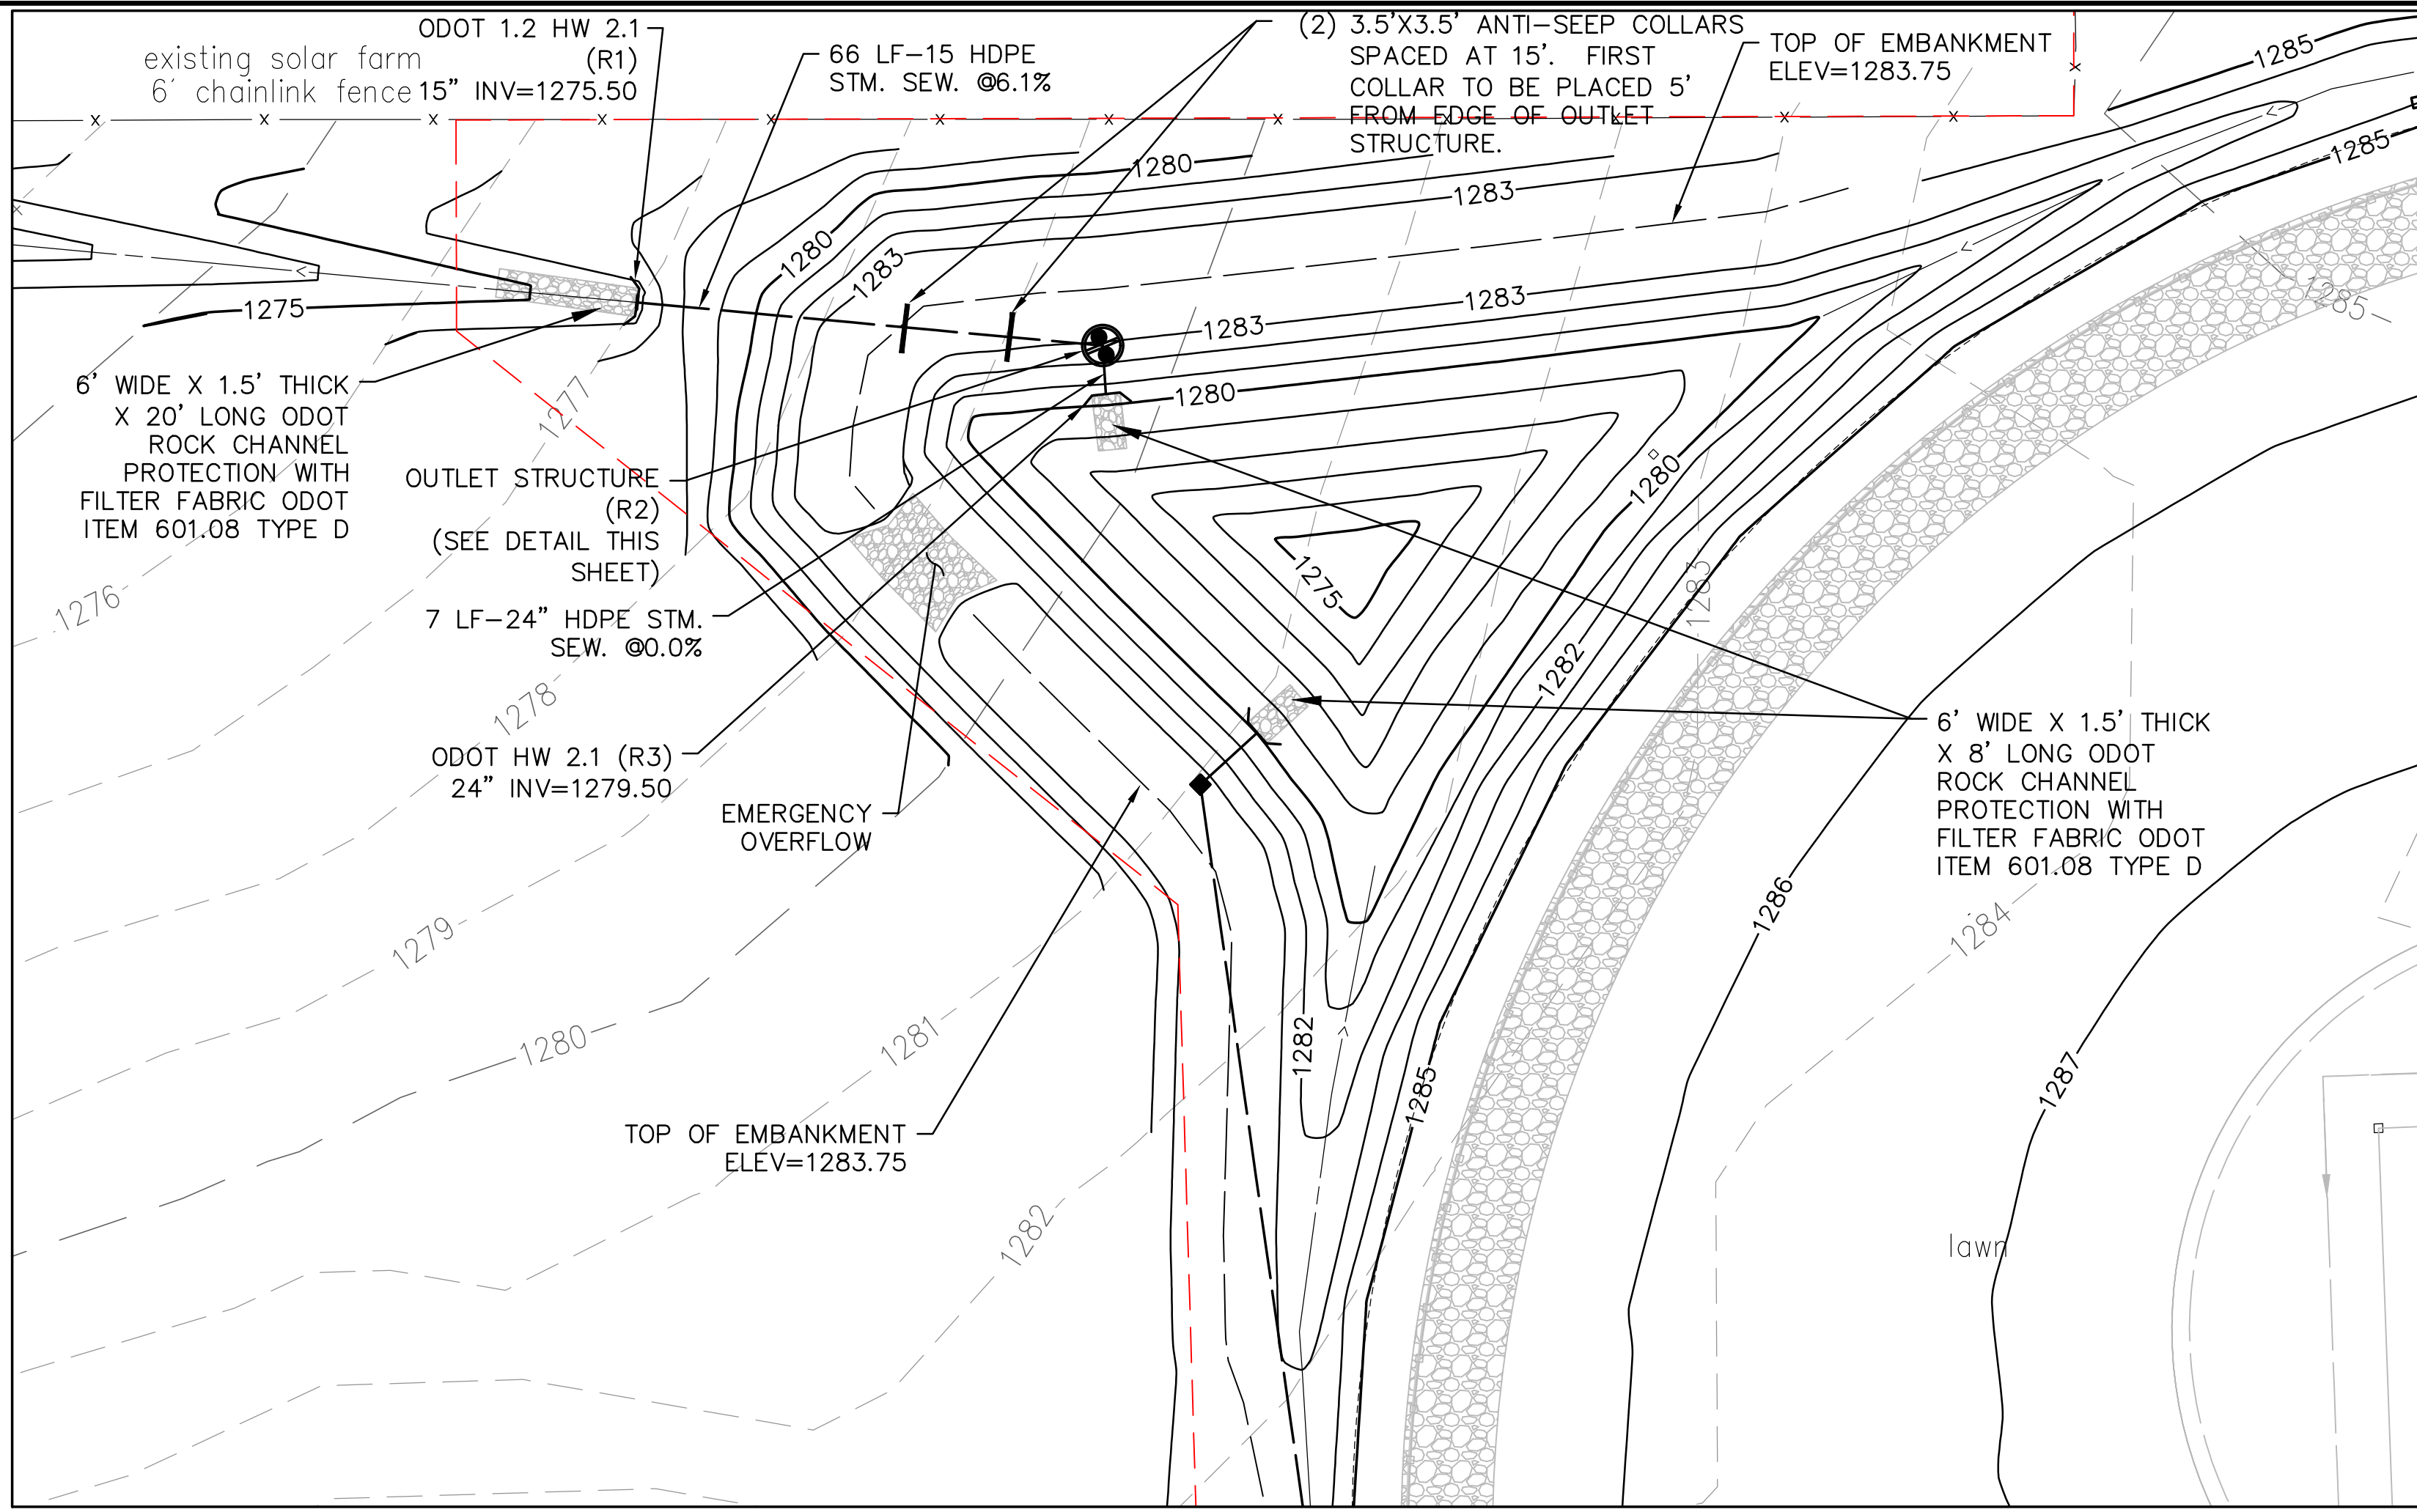 ODOT 1.2 HW 2.1
(R1)
15" INV=1275.50
existing solar farm
6' chainlink fence
66 LF-15 HDPE
STM. SEW. @6.1%
(2) 3.5'X3.5' ANTI-SEEP COLLARS
SPACED AT 15'. FIRST
COLLAR TO BE PLACED 5'
FROM EDGE OF OUTLET
STRUCTURE.
TOP OF EMBANKMENT
ELEV=1283.75
1285
1285
1285
1280
1283
1280
1283
1283
1283
1275
1280
6' WIDE X 1.5' THICK
X 20' LONG ODOT
ROCK CHANNEL
PROTECTION WITH
FILTER FABRIC ODOT
ITEM 601.08 TYPE D
1277
OUTLET STRUCTURE
(R2)
(SEE DETAIL THIS
SHEET)
1280
1275
1283
1276
7 LF-24" HDPE STM.
SEW. @0.0%
1278
1282
ODOT HW 2.1 (R3)
24" INV=1279.50
EMERGENCY
OVERFLOW
6' WIDE X 1.5' THICK
X 8' LONG ODOT
ROCK CHANNEL
PROTECTION WITH
FILTER FABRIC ODOT
ITEM 601.08 TYPE D
1286
1284
1279
1280
1281
1282
1285
1287
TOP OF EMBANKMENT
ELEV=1283.75
1282
lawn